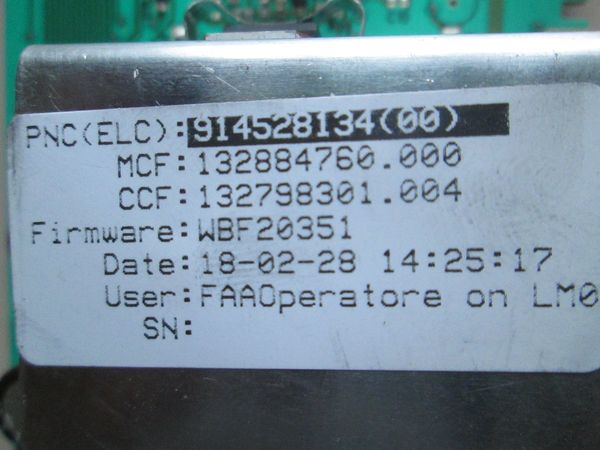 PNC(ELC):914528134(00)
MCF:132884760.000
CCF:132798301.004
Firmware:WBF20351
Date:18-02-28 14:25:17
User:FAAOperatore on LM0
SN: